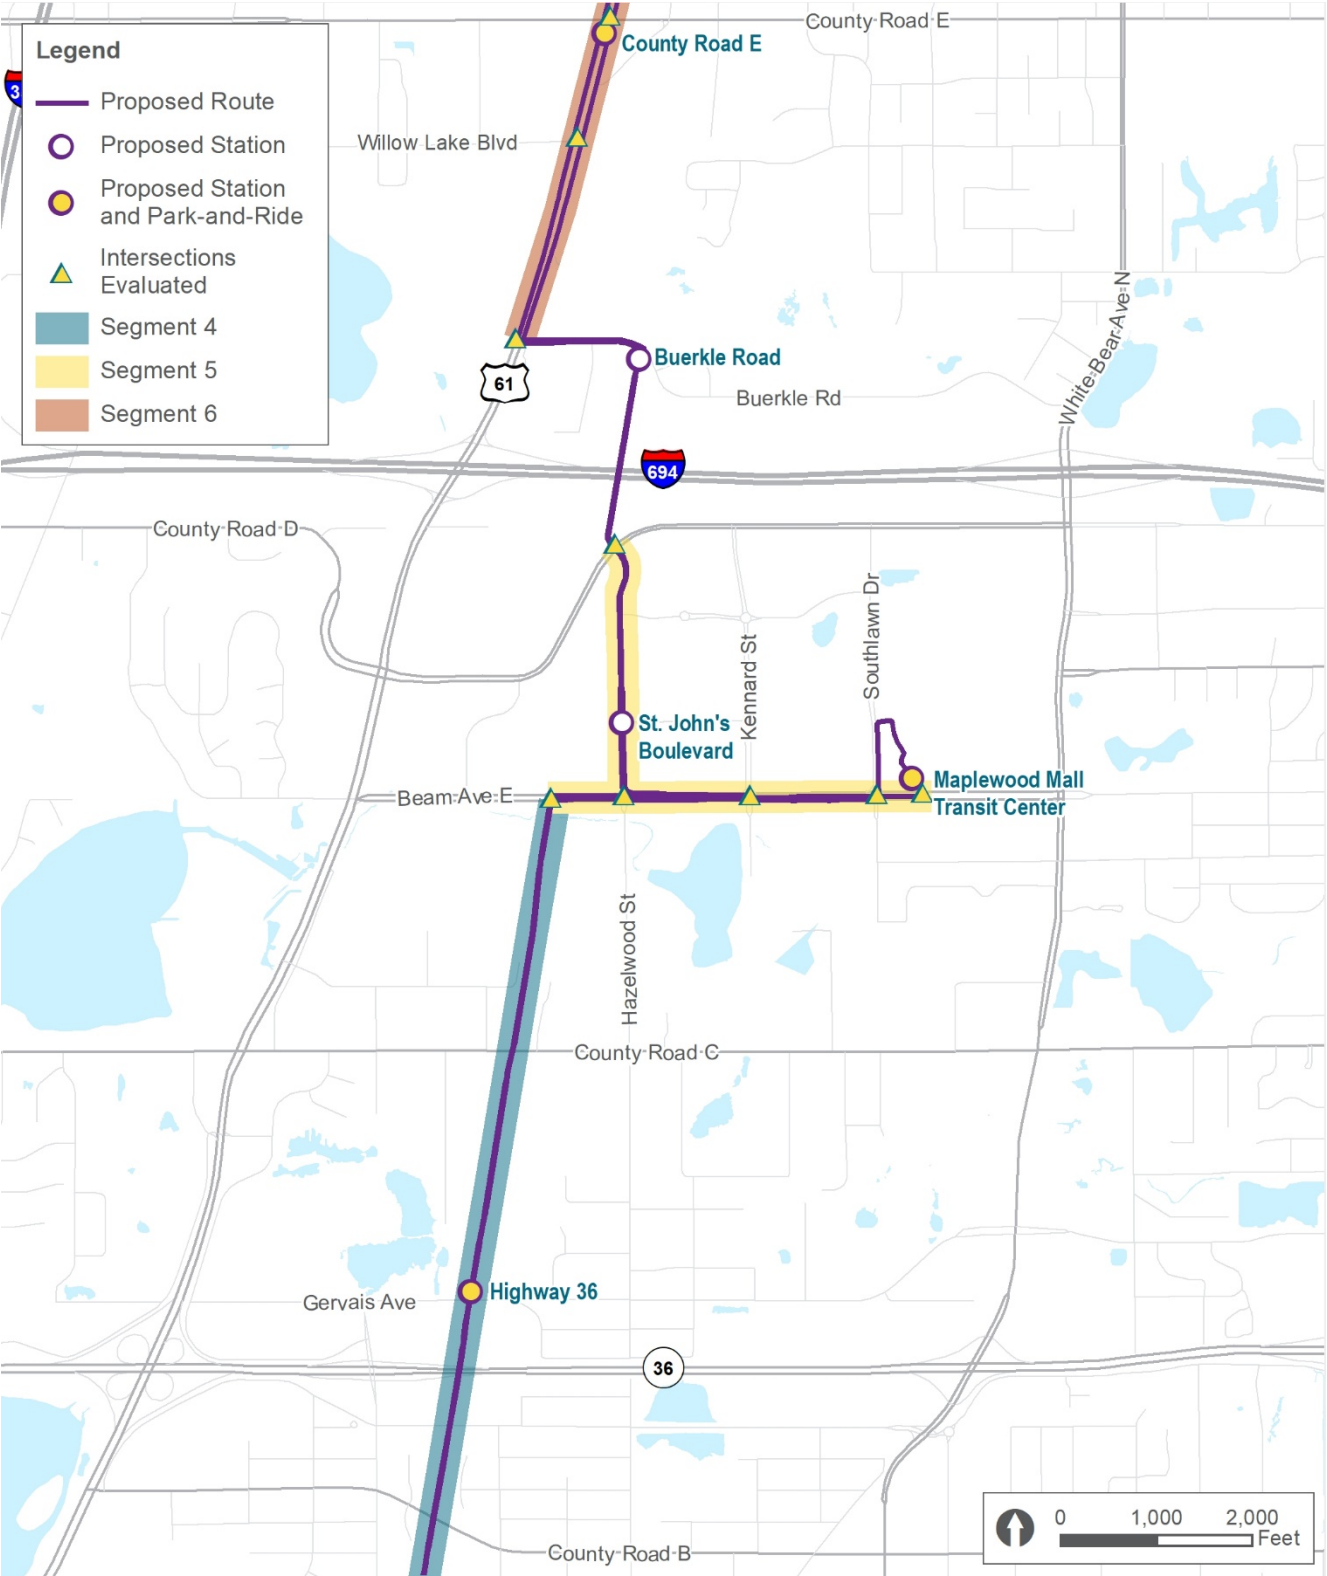 County Road E
Legend
County Road E
3
Proposed Route
Willow Lake Blvd
Proposed Station
Proposed Station
and Park-and-Ride
Intersections
Evaluated
Segment 4
White Bear Ave N
Buerkle Road
Segment 5
61
Buerkle Rd
Segment 6
694
County Road D
Southlawn Dr
Kennard St
St. John's
Boulevard
Maplewood Mall
Transit Center
Beam Ave E
Hazelwood St
County Road C
Highway 36
Gervais Ave
36
0 1,000 2,000
Feet
County Road B